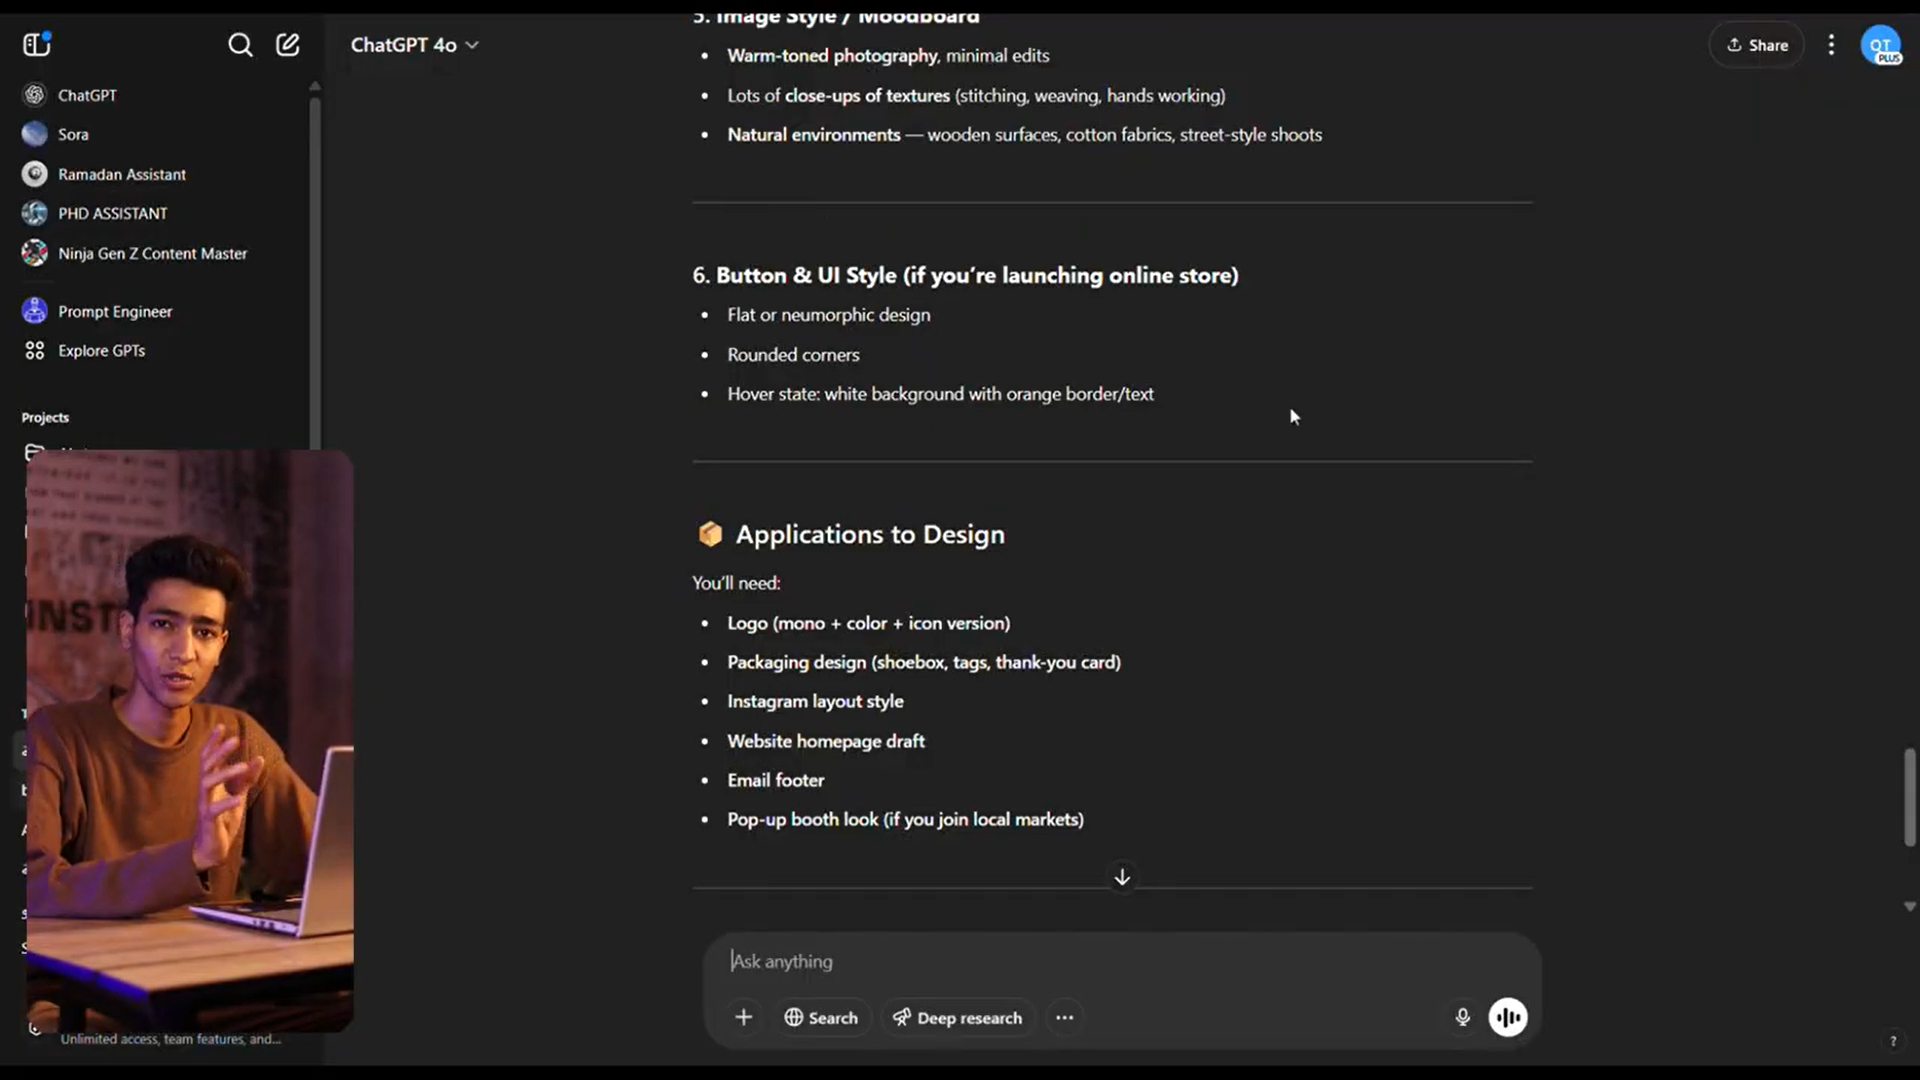 ChatGPT 4o
Share
QT
PLUS
ChatGPT
Sora
Ramadan Assistant
PHD ASSISTANT
Ninja Gen Z Content Master
Prompt Engineer
Explore GPTs
Projects
Unlimited access, team features, and...
5. Image Style / Moodboard
• Warm-toned photography, minimal edits
• Lots of close-ups of textures (stitching, weaving, hands working)
• Natural environments — wooden surfaces, cotton fabrics, street-style shoots
6. Button & UI Style (if you’re launching online store)
• Flat or neumorphic design
• Rounded corners
• Hover state: white background with orange border/text
📦 Applications to Design
You’ll need:
• Logo (mono + color + icon version)
• Packaging design (shoebox, tags, thank-you card)
• Instagram layout style
• Website homepage draft
• Email footer
• Pop-up booth look (if you join local markets)
Ask anything
Search
Deep research
?